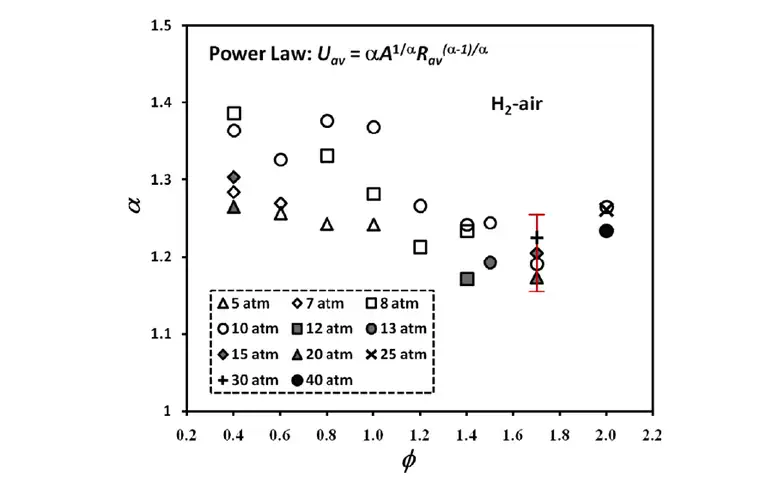 1.5
Power Law: Uav = αA1/αRav(α-1)/α
1.4
H2-air
1.3
α
1.2
5 atm 7 atm 8 atm
10 atm 12 atm 13 atm
1.1
15 atm 20 atm 25 atm
30 atm 40 atm
1
0.2 0.4 0.6 0.8 1.0 1.2 1.4 1.6 1.8 2.0 2.2
ϕ